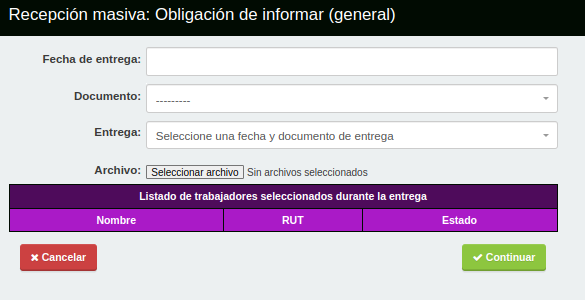 Recepción masiva: Obligación de informar (general)
Fecha de entrega:
Documento: ---------
Entrega: Seleccione una fecha y documento de entrega
Archivo: Seleccionar archivo Sin archivos seleccionados
Listado de trabajadores seleccionados durante la entrega
Nombre RUT Estado
Cancelar Continuar